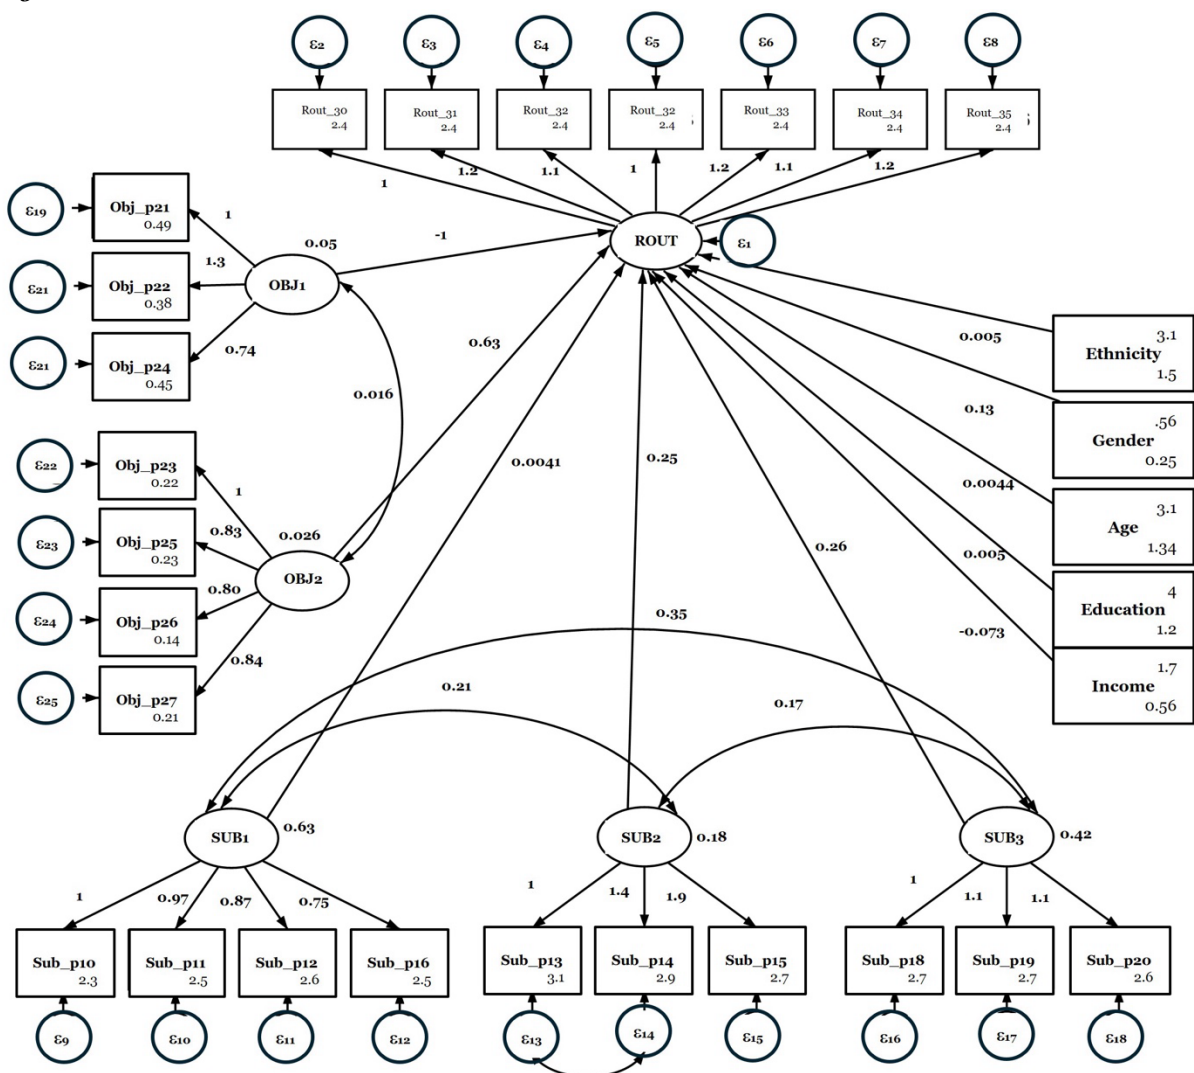 ε2 ε3 ε4 ε5 ε6 ε7 ε8
Rout_30 Rout_31 Rout_32 Rout_32 Rout_33 Rout_34 Rout_35
2.4 2.4 2.4 2.4 2.4 2.4 2.4
1 1.2 1.1 1 1.2 1.1 1.2
ε19 Obj_p21
0.49
1
0.05
-1
ROUT
ε1
1.3
ε21 Obj_p22
0.38
OBJ1
ε21 Obj_p24
0.45
0.74
0.63
0.016
0.005
3.1
Ethnicity
1.5
0.13
.56
Gender
0.25
ε22 Obj_p23
0.22
1
0.0041
0.25
0.0044
3.1
Age
1.34
ε23 Obj_p25
0.23
0.83
0.026
0.26
0.005
OBJ2
ε24 Obj_p26
0.14
0.80
4
Education
1.2
0.35
-0.073
ε25 Obj_p27
0.21
0.84
0.21
0.17
1.7
Income
0.56
SUB1 0.63
SUB2 0.18
SUB3 0.42
1 0.97 0.87 0.75
1 1.4 1.9
1 1.1 1.1
Sub_p10 Sub_p11 Sub_p12 Sub_p16 Sub_p13 Sub_p14 Sub_p15 Sub_p18 Sub_p19 Sub_p20
2.3 2.5 2.6 2.5 3.1 2.9 2.7 2.7 2.7 2.6
ε9 ε10 ε11 ε12 ε13 ε14 ε15 ε16 ε17 ε18